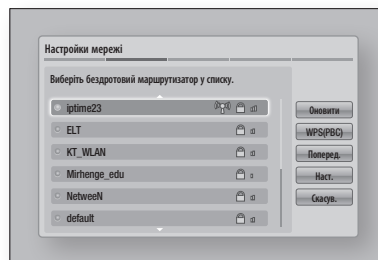 Настройки мережі
Виберіть бездротовий маршрутизатор у списку.
iptime23
ELT
KT_WLAN
Mirhenge_edu
NetweeN
default
Оновити
WPS(PBC)
Поперед.
Наст.
Скасув.